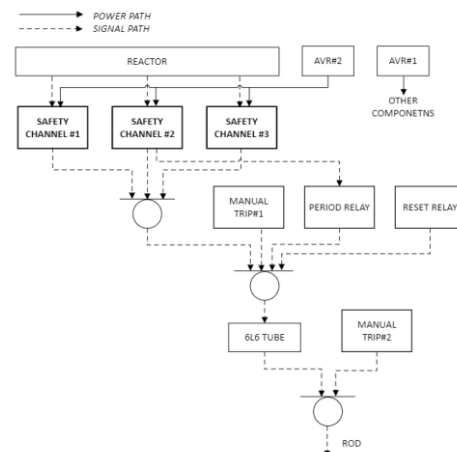 POWER PATH
SIGNAL PATH
REACTOR
AVR#2
AVR#1
OTHER
COMPONETNS
SAFETY
CHANNEL #1
SAFETY
CHANNEL #2
SAFETY
CHANNEL #3
MANUAL
TRIP#1
PERIOD RELAY
RESET RELAY
6L6 TUBE
MANUAL
TRIP#2
ROD